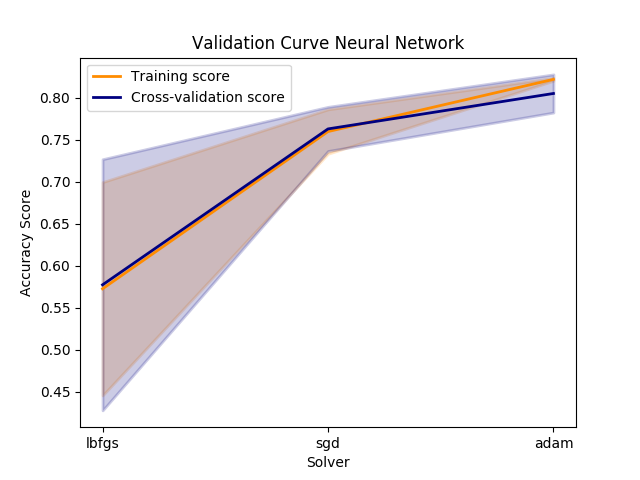 Validation Curve Neural Network
Training score
Cross-validation score
Accuracy Score
0.80
0.75
0.70
0.65
0.60
0.55
0.50
0.45
lbfgs
sgd
adam
Solver